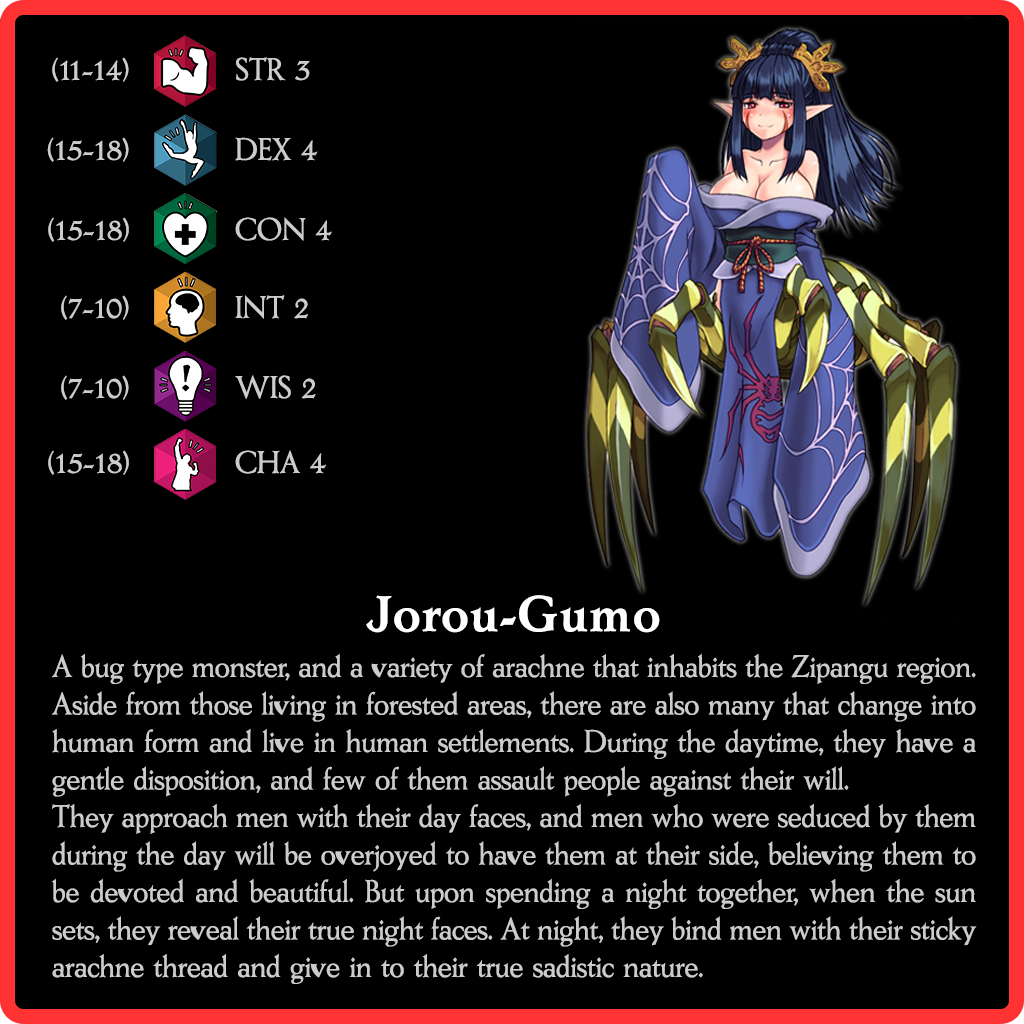 (11-14) STR 3
(15-18) DEX 4
(15-18) CON 4
(7-10) INT 2
(7-10) WIS 2
(15-18) CHA 4
Jorou-Gumo
A bug type monster, and a variety of arachne that inhabits the Zipangu region.
Aside from those living in forested areas, there are also many that change into
human form and live in human settlements. During the daytime, they have a
gentle disposition, and few of them assault people against their will.
They approach men with their day faces, and men who were seduced by them
during the day will be overjoyed to have them at their side, believing them to
be devoted and beautiful. But upon spending a night together, when the sun
sets, they reveal their true night faces. At night, they bind men with their sticky
arachne thread and give in to their true sadistic nature.